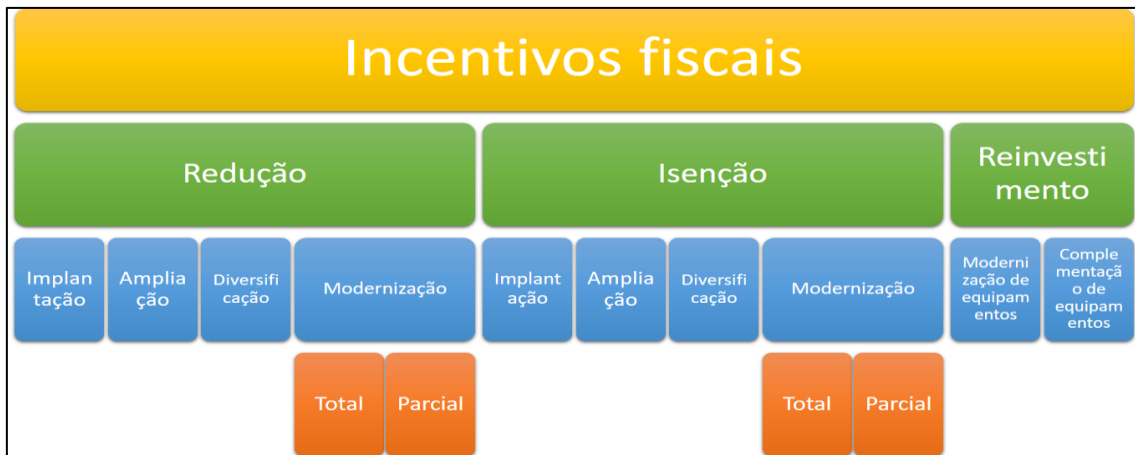 Incentivos fiscais
Redução
Isenção
Reinvesti
mento
Implan
tação
Amplia
ção
Diversifi
cação
Modernização
Implant
ação
Amplia
ção
Diversifi
cação
Modernização
Moderni
zação de
equipam
entos
Comple
mentaçã
o de
equipam
entos
Total
Parcial
Total
Parcial